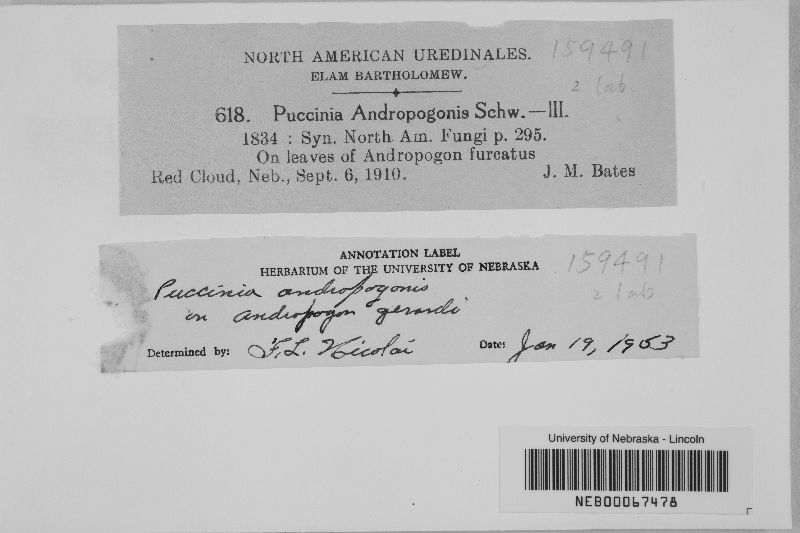 NORTH AMERICAN UREDINALES. 159491
ELAM BARTHOLOMEW. 2 lab.
618. Puccinia Andropogonis Schw.—III.
1834 : Syn. North Am. Fungi p. 295.
On leaves of Andropogon furcatus
Red Cloud, Neb., Sept. 6, 1910. J. M. Bates
ANNOTATION LABEL
HERBARIUM OF THE UNIVERSITY OF NEBRASKA 159491
Puccinia andropogonis 2 lab
on andropogon gerardi
Determined by: F.L. Nicolai Date: Jan 19, 1953
University of Nebraska - Lincoln
NEB00067478